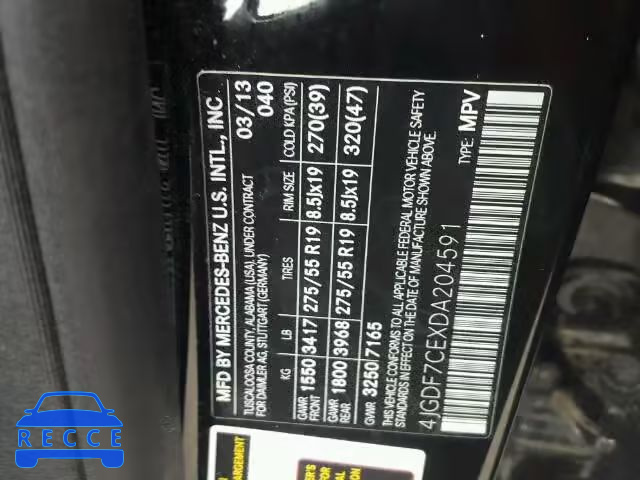 MFD BY MERCEDES-BENZ U.S. INTL., INC 03/13
TUSCALOOSA COUNTY, ALABAMA (USA), UNDER CONTRACT 040
FOR DAIMLER AG, STUTTGART (GERMANY)
KG LB TIRES RIM SIZE COLD KPA(PSI)
GAWR FRONT 1550 3417 275/55 R19 8.5Jx19 270(39)
GAWR REAR 1800 3968 275/55 R19 8.5Jx19 320(47)
GVWR 3250 7165
THIS VEHICLE CONFORMS TO ALL APPLICABLE FEDERAL MOTOR VEHICLE SAFETY
STANDARDS IN EFFECT ON THE DATE OF MANUFACTURE SHOWN ABOVE.
4JGDF7CEXDA204591 TYPE: MPV
RECCE